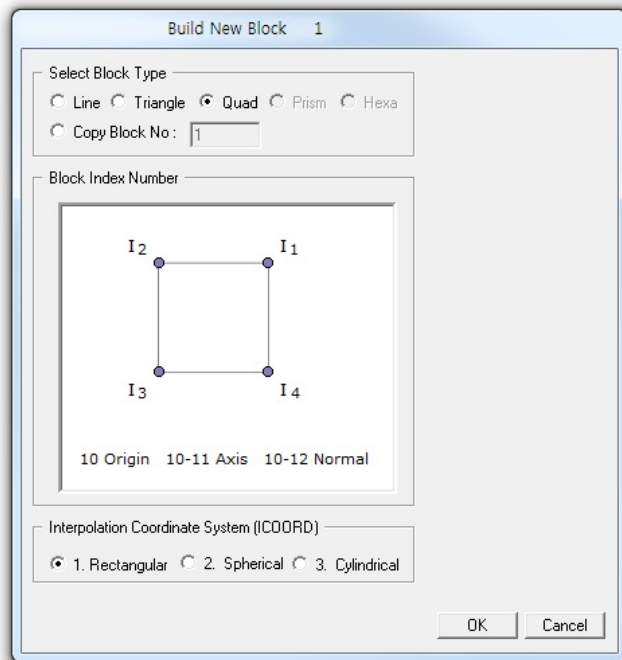 Build New Block 1
Select Block Type
Line Triangle Quad Prism Hexa
Copy Block No : 1
Block Index Number
I2 I1
I3 I4
10 Origin 10-11 Axis 10-12 Normal
Interpolation Coordinate System (ICOORD)
1. Rectangular 2. Spherical 3. Cylindrical
OK Cancel